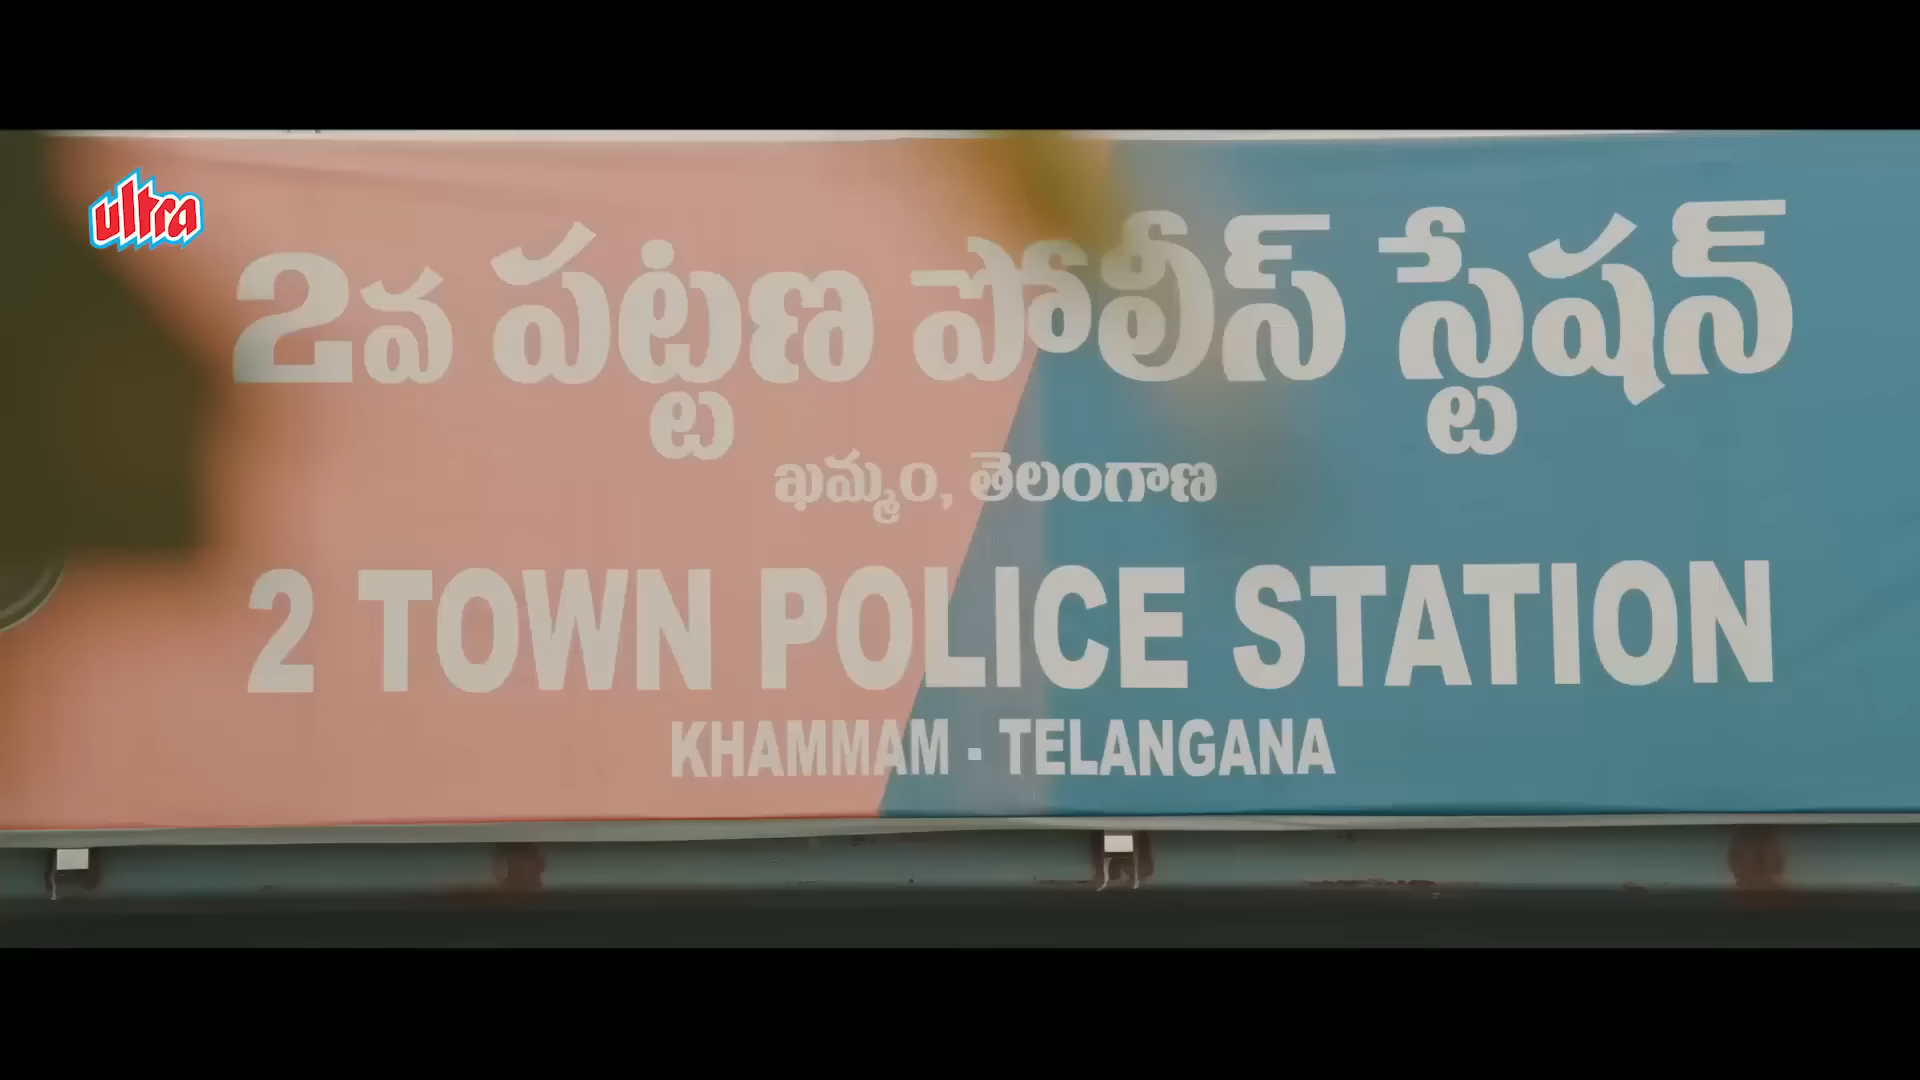 ultra
2వ పట్టణ పోలీస్ స్టేషన్
ఖమ్మం, తెలంగాణ
2 TOWN POLICE STATION
KHAMMAM - TELANGANA